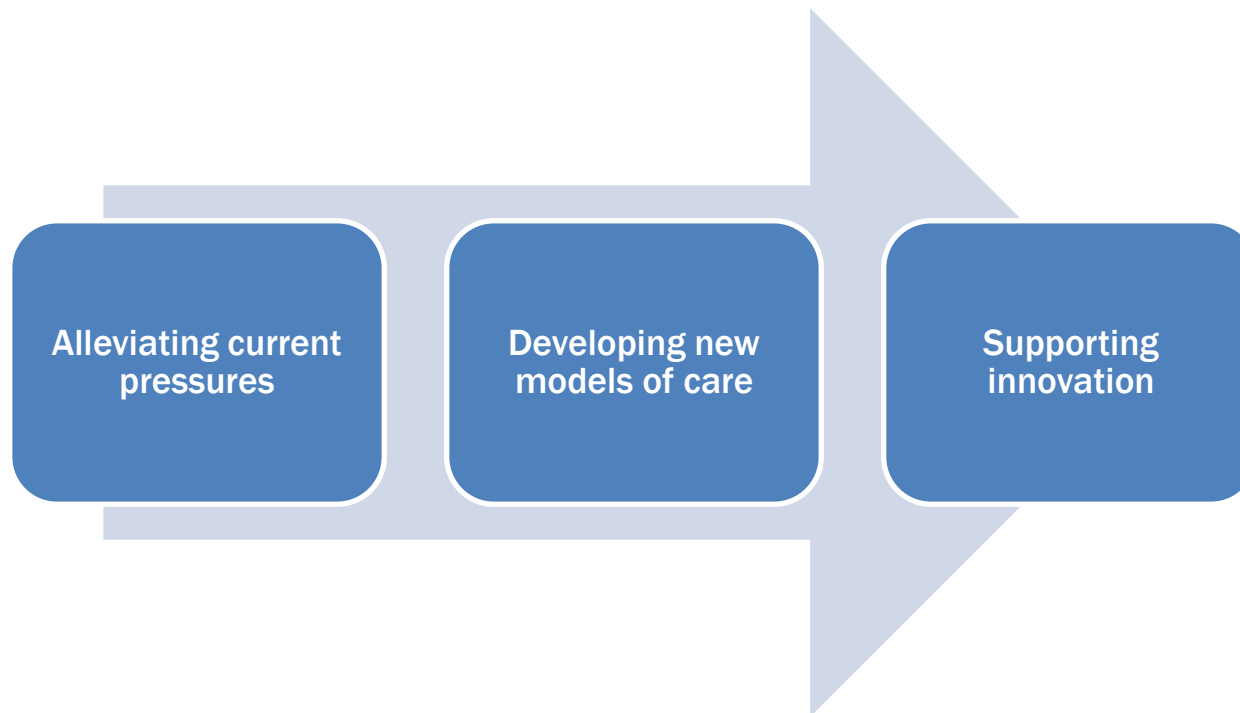 Alleviating current
pressures
Developing new
models of care
Supporting
innovation